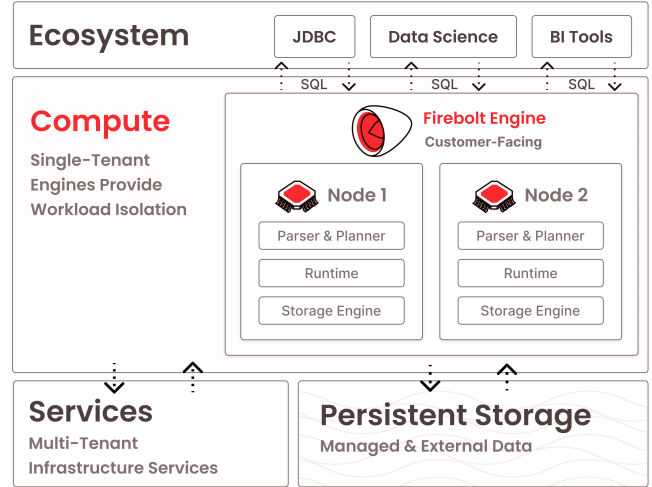 Ecosystem
JDBC
Data Science
BI Tools
SQL
SQL
SQL
Compute
Single-Tenant
Engines Provide
Workload Isolation
Firebolt Engine
Customer-Facing
Node 1
Parser & Planner
Runtime
Storage Engine
Node 2
Parser & Planner
Runtime
Storage Engine
Services
Multi-Tenant
Infrastructure Services
Persistent Storage
Managed & External Data